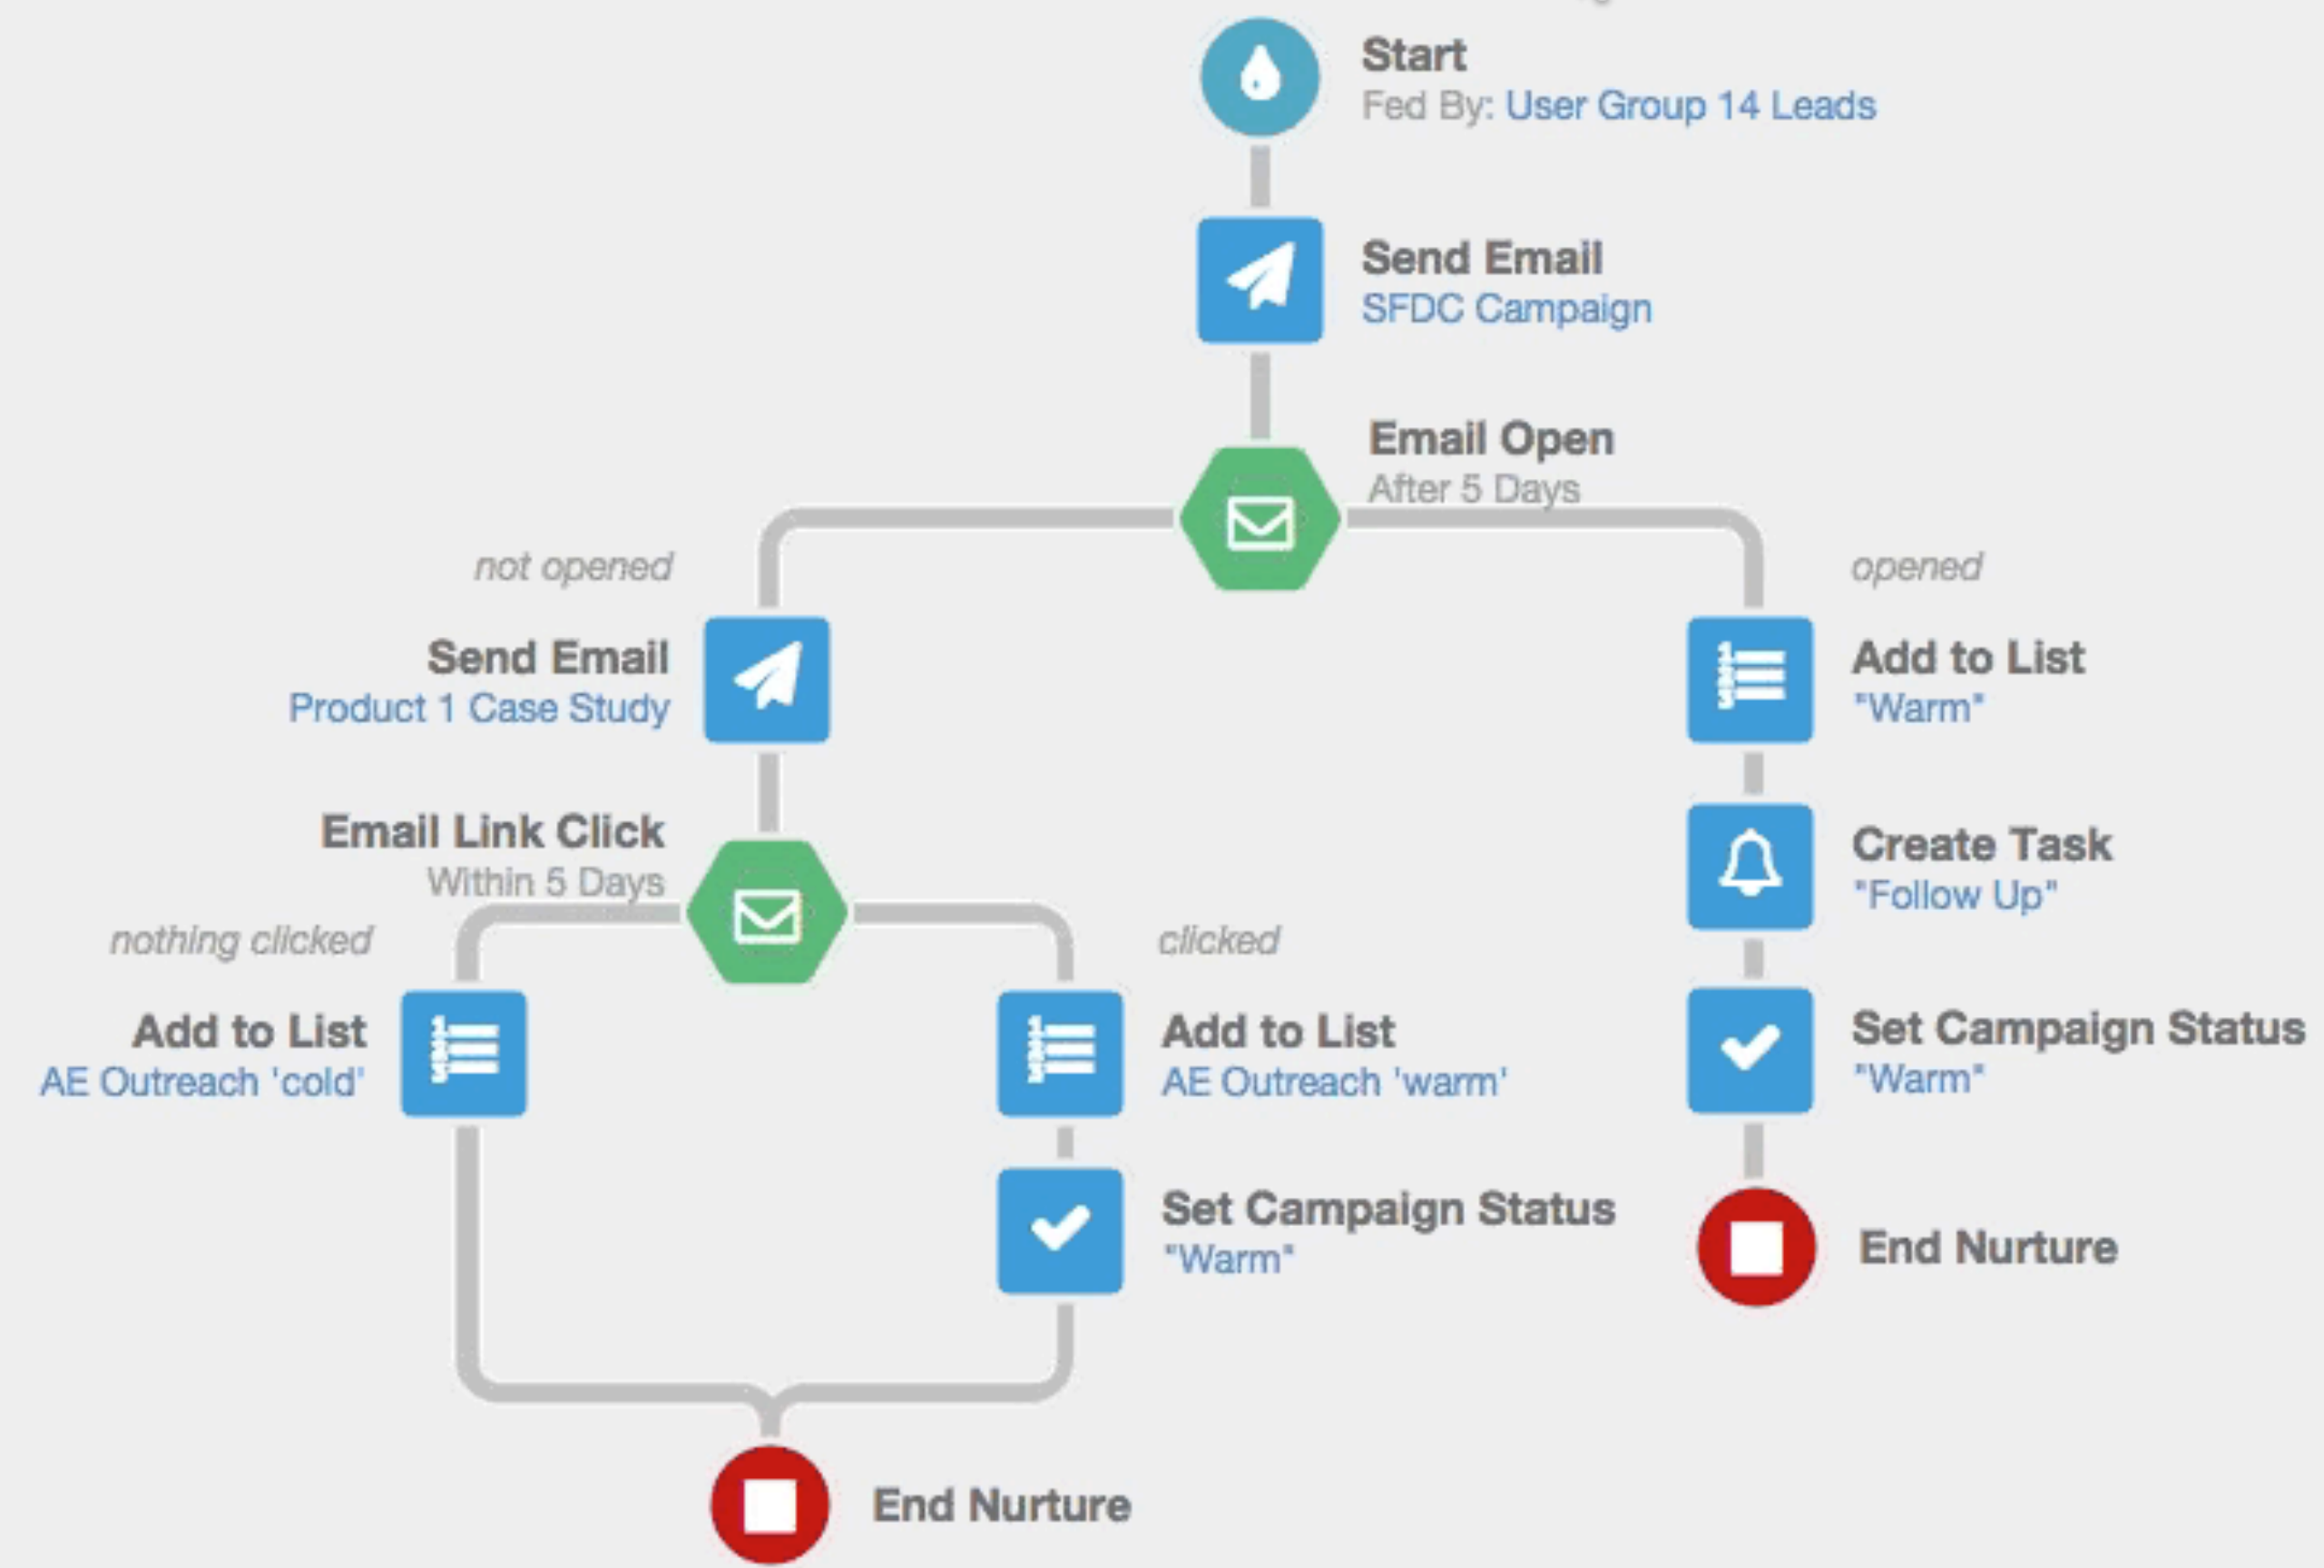 Start
Fed By: User Group 14 Leads
Send Email
SFDC Campaign
Email Open
After 5 Days
not opened
opened
Send Email
Product 1 Case Study
Add to List
"Warm"
Email Link Click
Within 5 Days
Create Task
"Follow Up"
nothing clicked
clicked
Add to List
AE Outreach 'cold'
Add to List
AE Outreach 'warm'
Set Campaign Status
"Warm"
Set Campaign Status
"Warm"
End Nurture
End Nurture